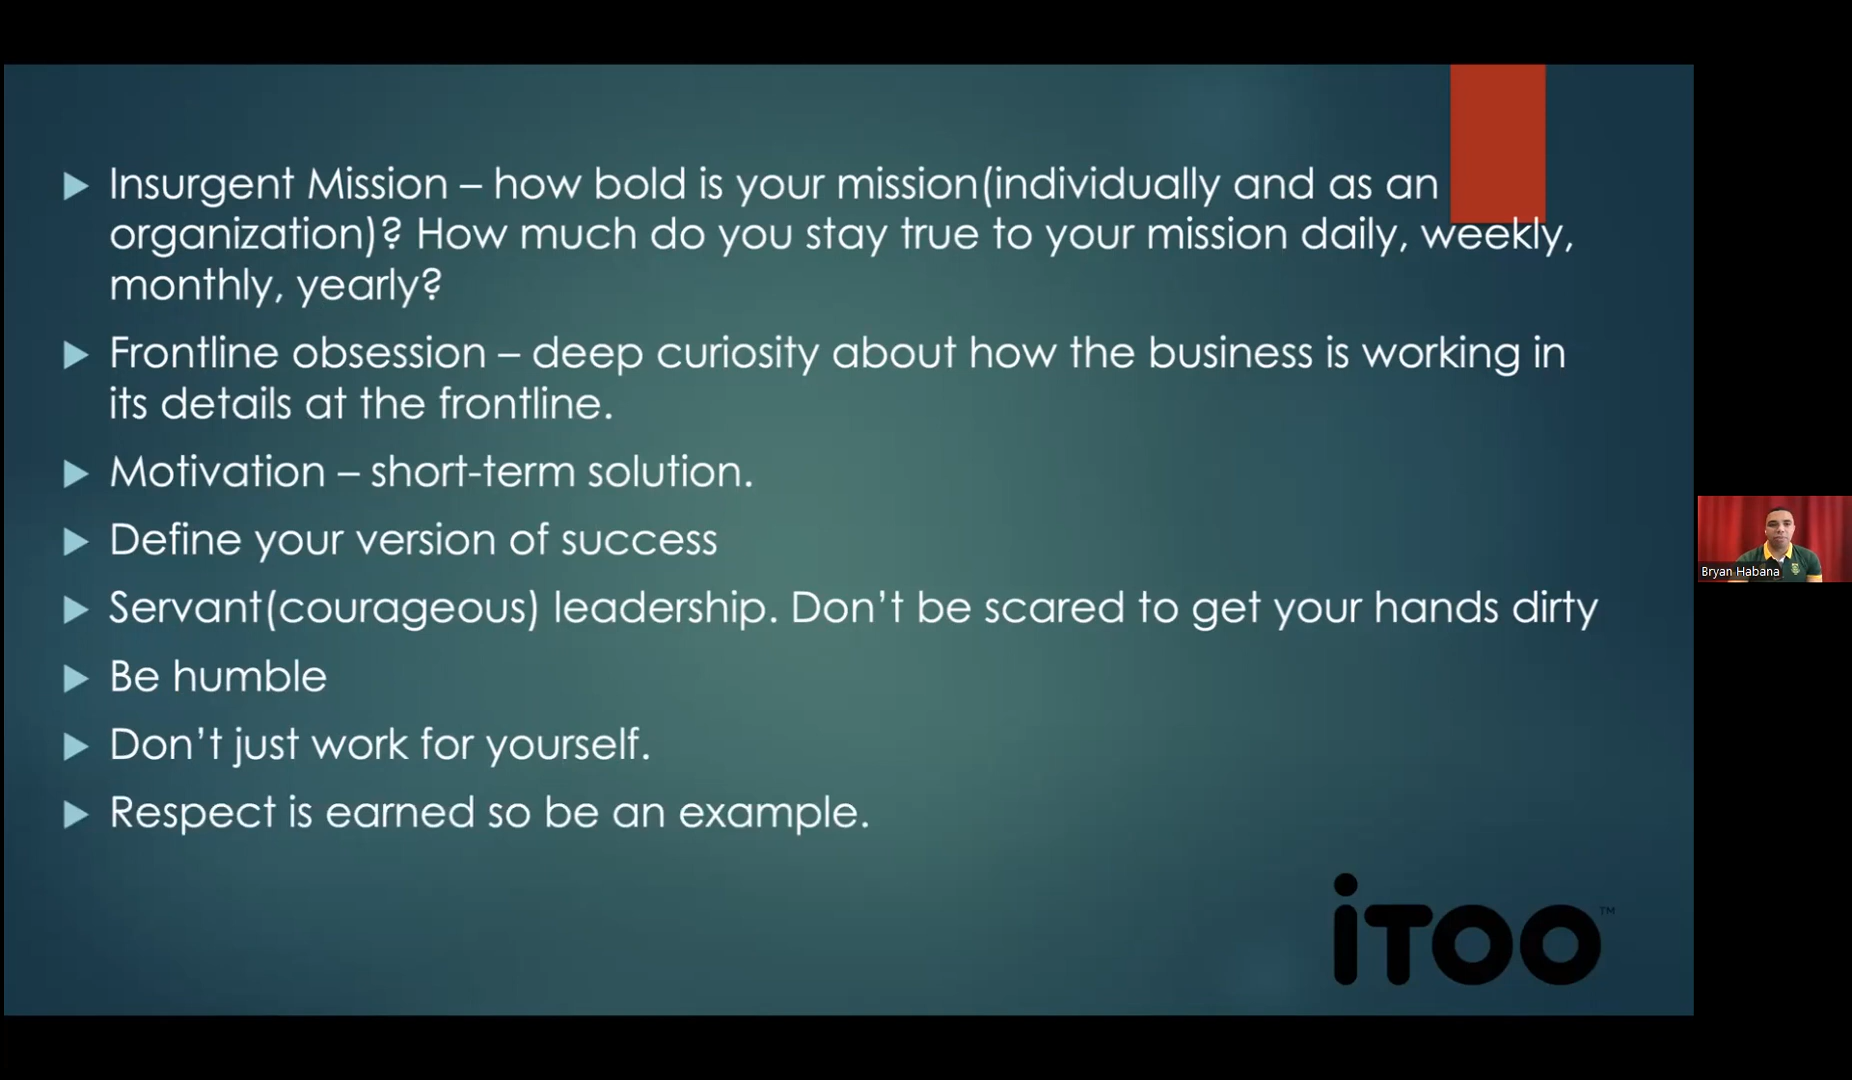 Insurgent Mission – how bold is your mission(individually and as an
organization)? How much do you stay true to your mission daily, weekly,
monthly, yearly?
Frontline obsession – deep curiosity about how the business is working in
its details at the frontline.
Motivation – short-term solution.
Define your version of success
Servant(courageous) leadership. Don’t be scared to get your hands dirty
Be humble
Don’t just work for yourself.
Respect is earned so be an example.
iTOO™
Bryan Habana